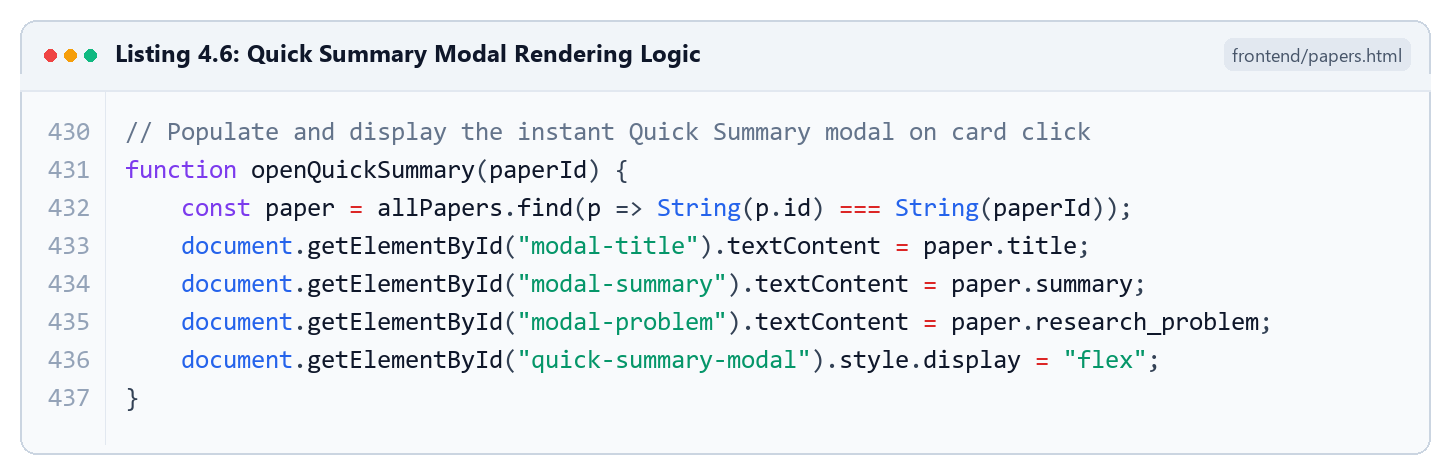 Listing 4.6: Quick Summary Modal Rendering Logic
frontend/papers.html
430 // Populate and display the instant Quick Summary modal on card click
431 function openQuickSummary(paperId) {
432     const paper = allPapers.find(p => String(p.id) === String(paperId));
433     document.getElementById("modal-title").textContent = paper.title;
434     document.getElementById("modal-summary").textContent = paper.summary;
435     document.getElementById("modal-problem").textContent = paper.research_problem;
436     document.getElementById("quick-summary-modal").style.display = "flex";
437 }